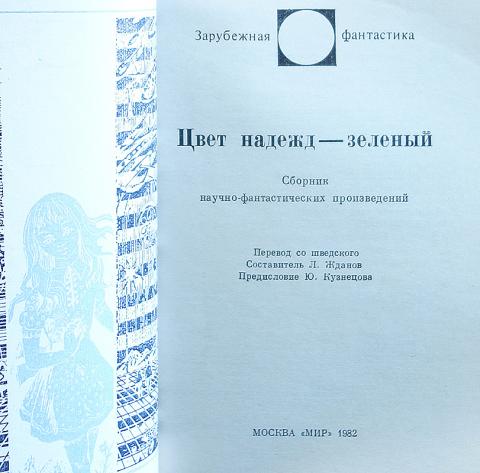 Зарубежная фантастика
Цвет надежд — зеленый
Сборник
научно-фантастических произведений
Перевод со шведского
Составитель Л. Жданов
Предисловие Ю. Кузнецова
МОСКВА «МИР» 1982